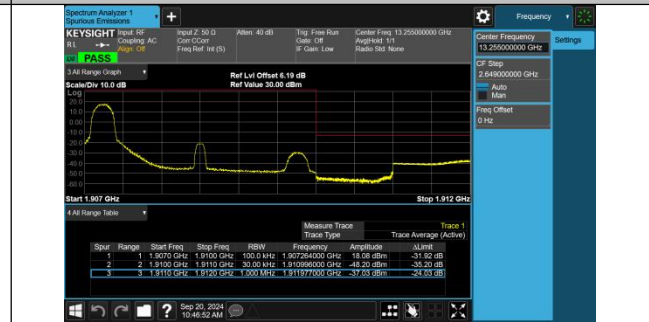 Spectrum Analyzer 1
Spurious Emissions
+
Frequency
KEYSIGHT Input: RF Input Z: 50 Ω Atten: 40 dB Trig: Free Run Center Freq: 13.255000000 GHz
RL Coupling: AC Corr CCorr Gate: Off Avg|Hold: 1/1
Align: Off Freq Ref: Int (S) IF Gain: Low Radio Std: None
PASS
Center Frequency
13.255000000 GHz
Settings
CF Step
2.649000000 GHz
Auto
Man
Freq Offset
0 Hz
3 All Range Graph
Ref Lvl Offset 6.19 dB
Scale/Div 10.0 dB Ref Value 30.00 dBm
Log
20.0
10.0
0.00
-10.0
-20.0
-30.0
-40.0
-50.0
-60.0
Start 1.907 GHz Stop 1.912 GHz
4 All Range Table
Measure Trace Trace 1
Trace Type Trace Average (Active)
Spur Range Start Freq Stop Freq RBW Frequency Amplitude ΔLimit
1 1 1.9070 GHz 1.9100 GHz 100.0 kHz 1.907264000 GHz 18.08 dBm -31.92 dB
2 2 1.9100 GHz 1.9110 GHz 30.00 kHz 1.910996000 GHz -48.20 dBm -35.20 dB
3 3 1.9110 GHz 1.9120 GHz 1.000 MHz 1.911977000 GHz -37.03 dBm -24.03 dB
? Sep 20, 2024
10:46:52 AM